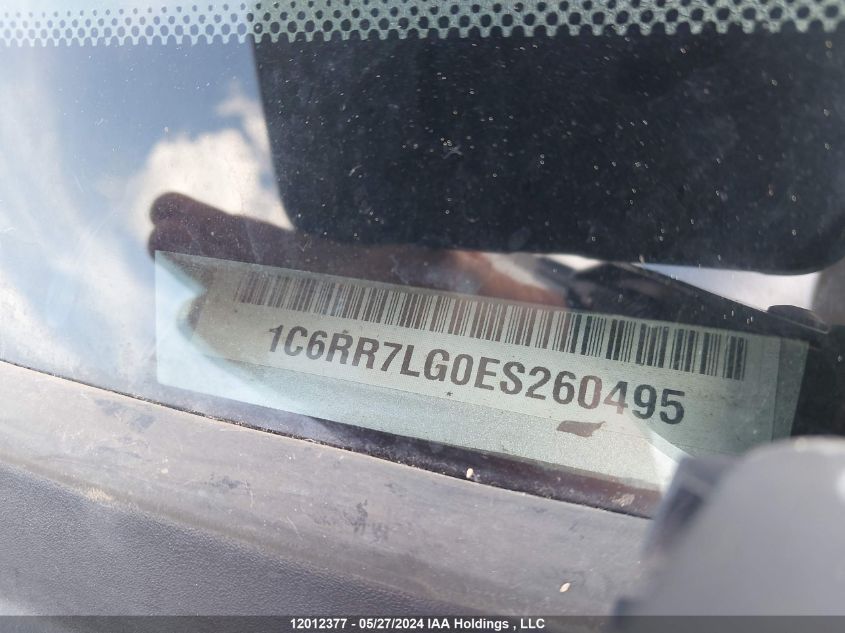 1C6RR7LG0ES260495
12012377 - 05/27/2024 IAA Holdings , LLC